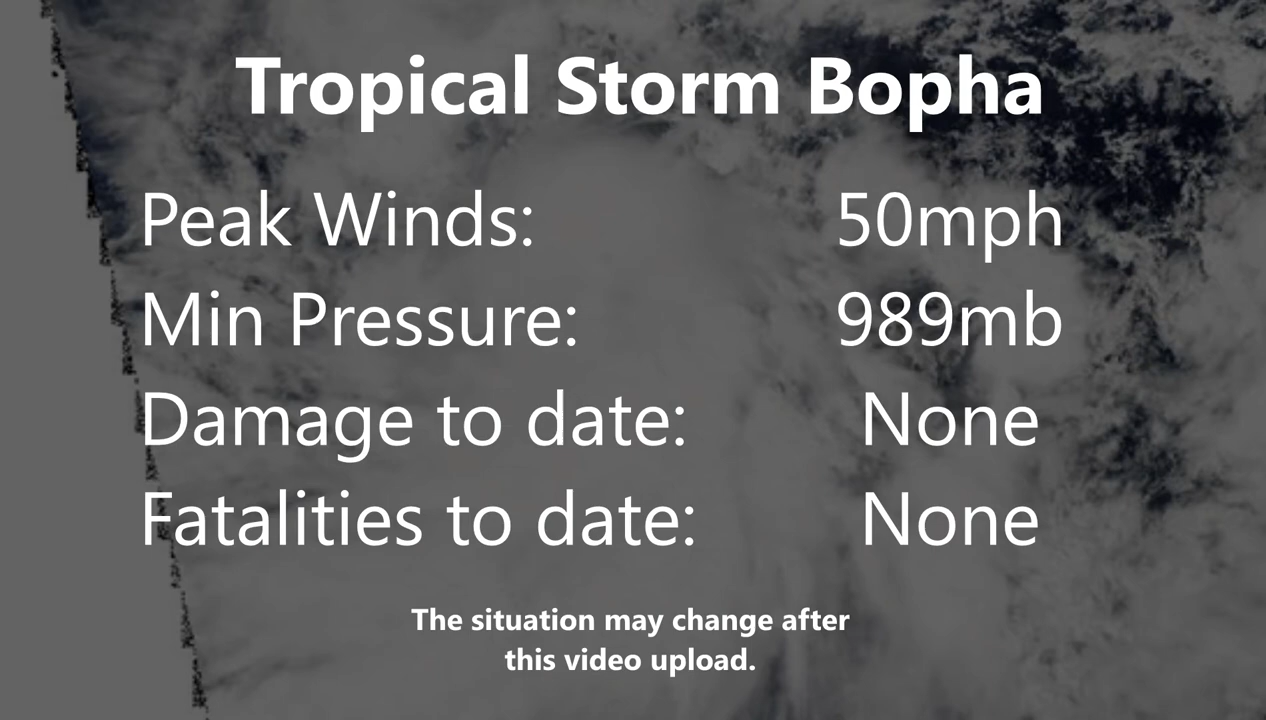 Tropical Storm Bopha
Peak Winds: 50mph
Min Pressure: 989mb
Damage to date: None
Fatalities to date: None
The situation may change after
this video upload.